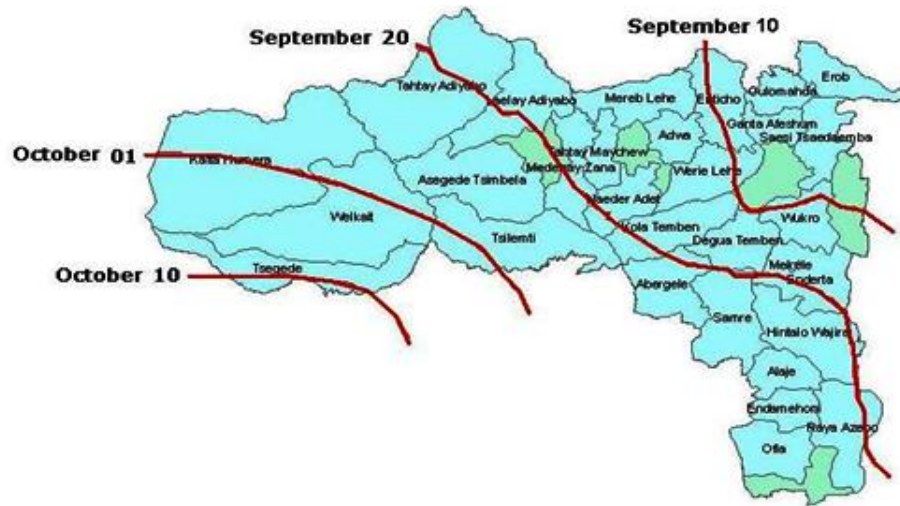 September 20
September 10
Erob
Tahtay Adiyabo
Laelay Adiyabo
Mereb Lehe
Enticho
Gulomahda
Ganta Afeshum
Adwa
Saesi Tsaedaemba
October 01
Kafta Humera
Tahtay Maychew
Medebay Zana
Asegede Tsimbela
Werie Lehe
Naeder Adet
Welkait
Kola Temben
Wukro
Tsilemti
Degua Temben
October 10
Tsegede
Mekele
Enderta
Abergele
Samre
Hintalo Wajirat
Alaje
Endamehoni
Raya Azebo
Ofla